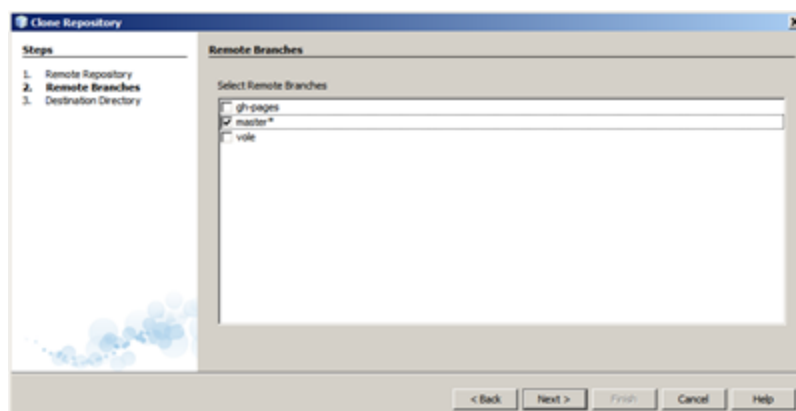 Clone Repository
Steps
1. Remote Repository
2. Remote Branches
3. Destination Directory
Remote Branches
Select Remote Branches
gh-pages
master*
vole
< Back Next > Finish Cancel Help